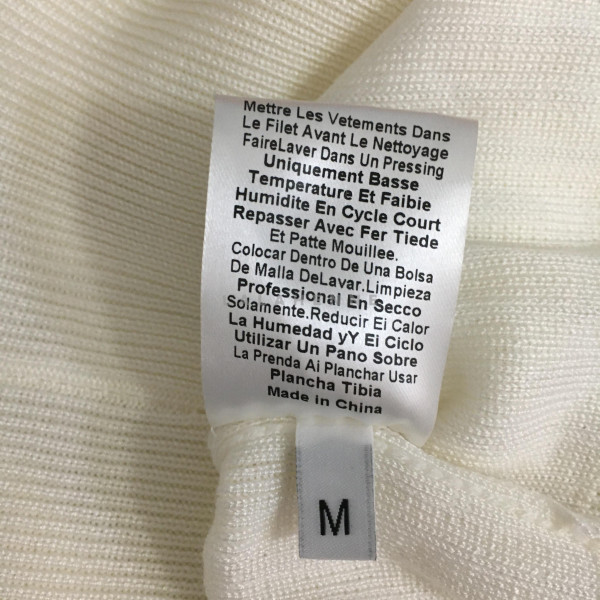 Mettre Les Vetements Dans
Le Filet Avant Le Nettoyage
FaireLaver Dans Un Pressing
Uniquement Basse
Temperature Et Faibie
Humidite En Cycle Court
Repasser Avec Fer Tiede
Et Patte Mouillee.
Colocar Dentro De Una Bolsa
De Malla DeLavar.Limpieza
Professional En Secco
Solamente.Reducir Ei Calor
La Humedad yY Ei Ciclo
Utilizar Un Pano Sobre
La Prenda Ai Planchar Usar
Plancha Tibia
Made in China
M